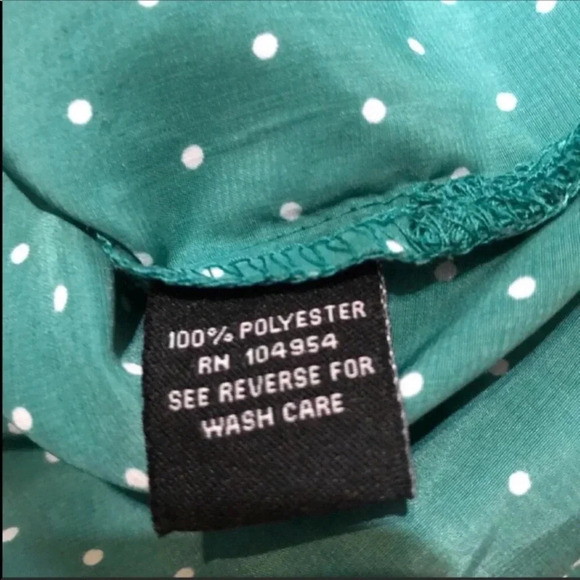 100% POLYESTER
RN 104954
SEE REVERSE FOR
WASH CARE